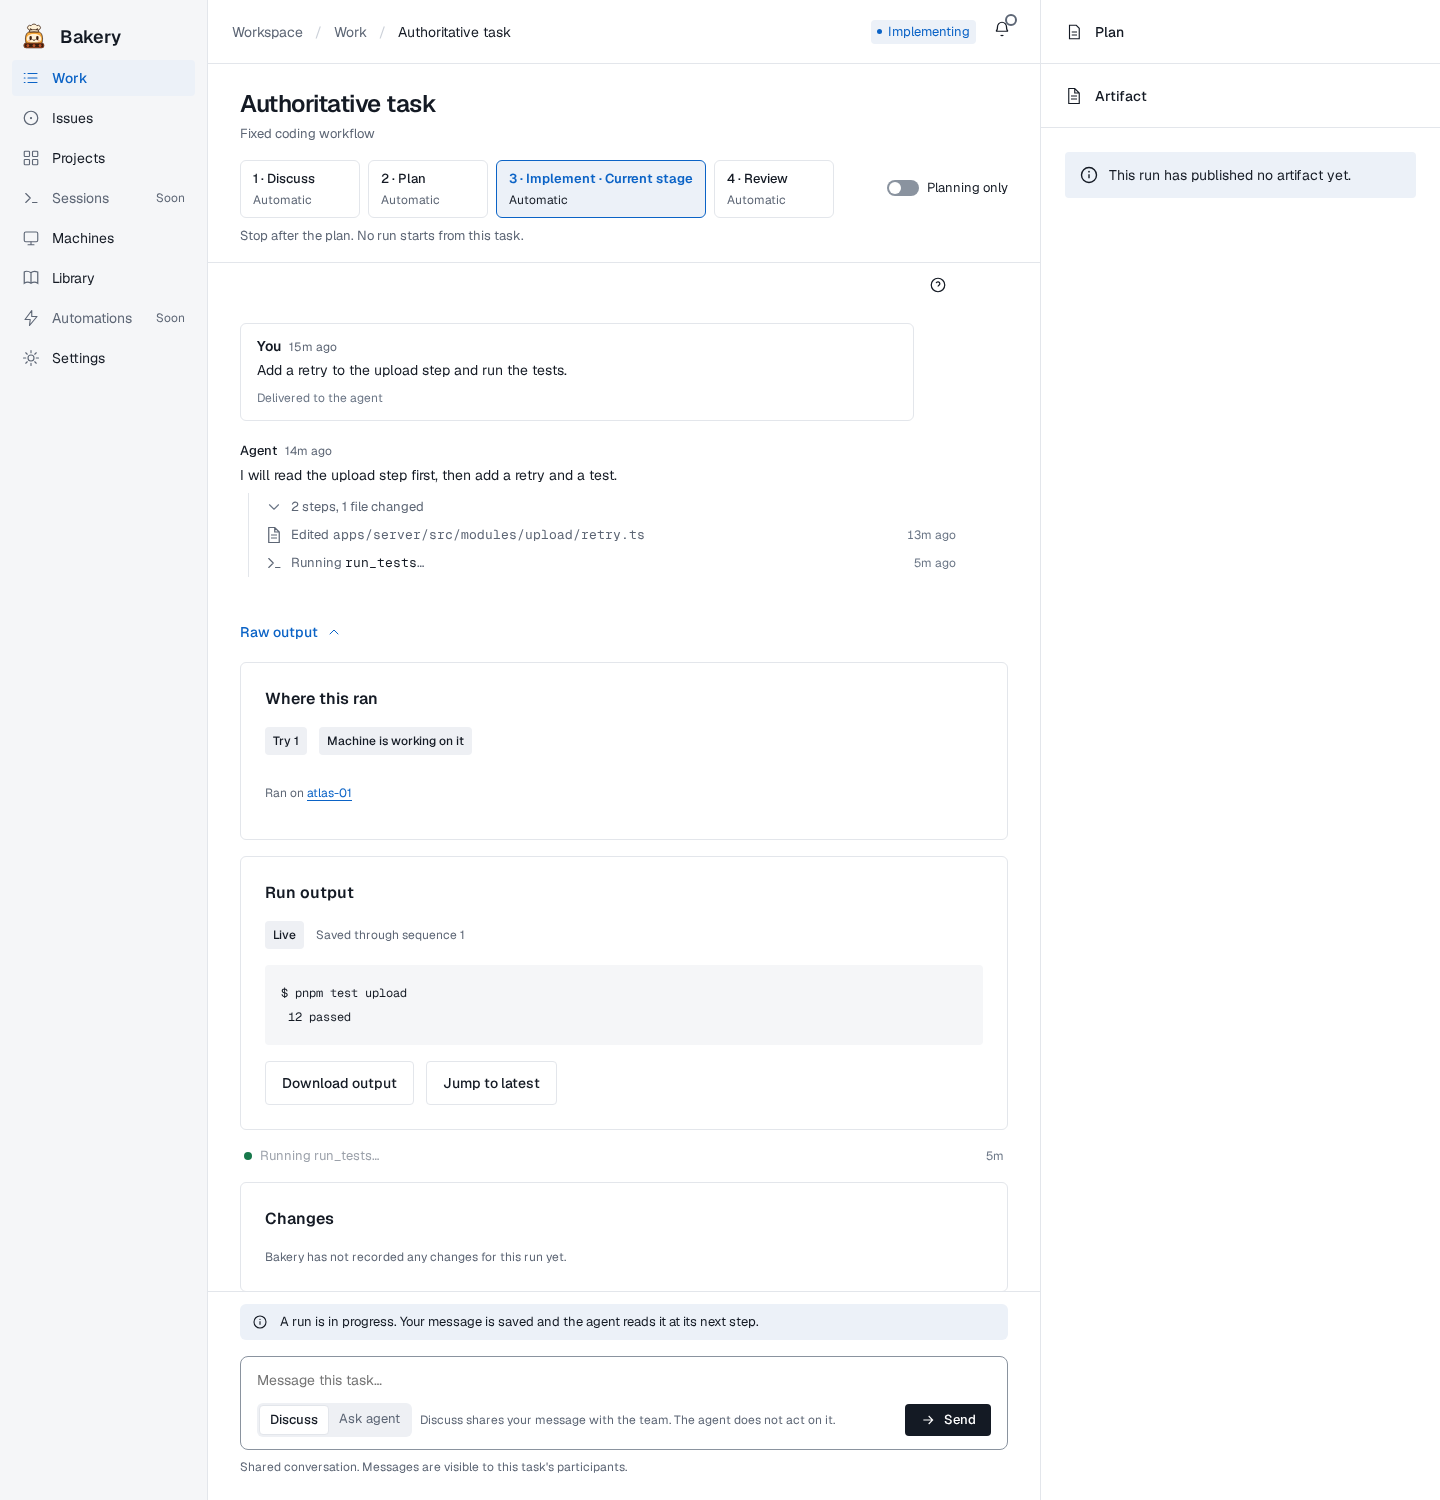 Bakery
Work
Issues
Projects
Sessions Soon
Machines
Library
Automations Soon
Settings
Workspace / Work / Authoritative task
Implementing
Authoritative task
Fixed coding workflow
1 · Discuss
Automatic
2 · Plan
Automatic
3 · Implement · Current stage
Automatic
4 · Review
Automatic
Planning only
Stop after the plan. No run starts from this task.
You 15m ago
Add a retry to the upload step and run the tests.
Delivered to the agent
Agent 14m ago
I will read the upload step first, then add a retry and a test.
2 steps, 1 file changed
Edited apps/server/src/modules/upload/retry.ts 13m ago
Running run_tests… 5m ago
Raw output
Where this ran
Try 1 Machine is working on it
Ran on atlas-01
Run output
Live Saved through sequence 1
$ pnpm test upload
12 passed
Download output Jump to latest
Running run_tests… 5m
Changes
Bakery has not recorded any changes for this run yet.
A run is in progress. Your message is saved and the agent reads it at its next step.
Message this task…
Discuss Ask agent Discuss shares your message with the team. The agent does not act on it. Send
Shared conversation. Messages are visible to this task's participants.
Plan
Artifact
This run has published no artifact yet.